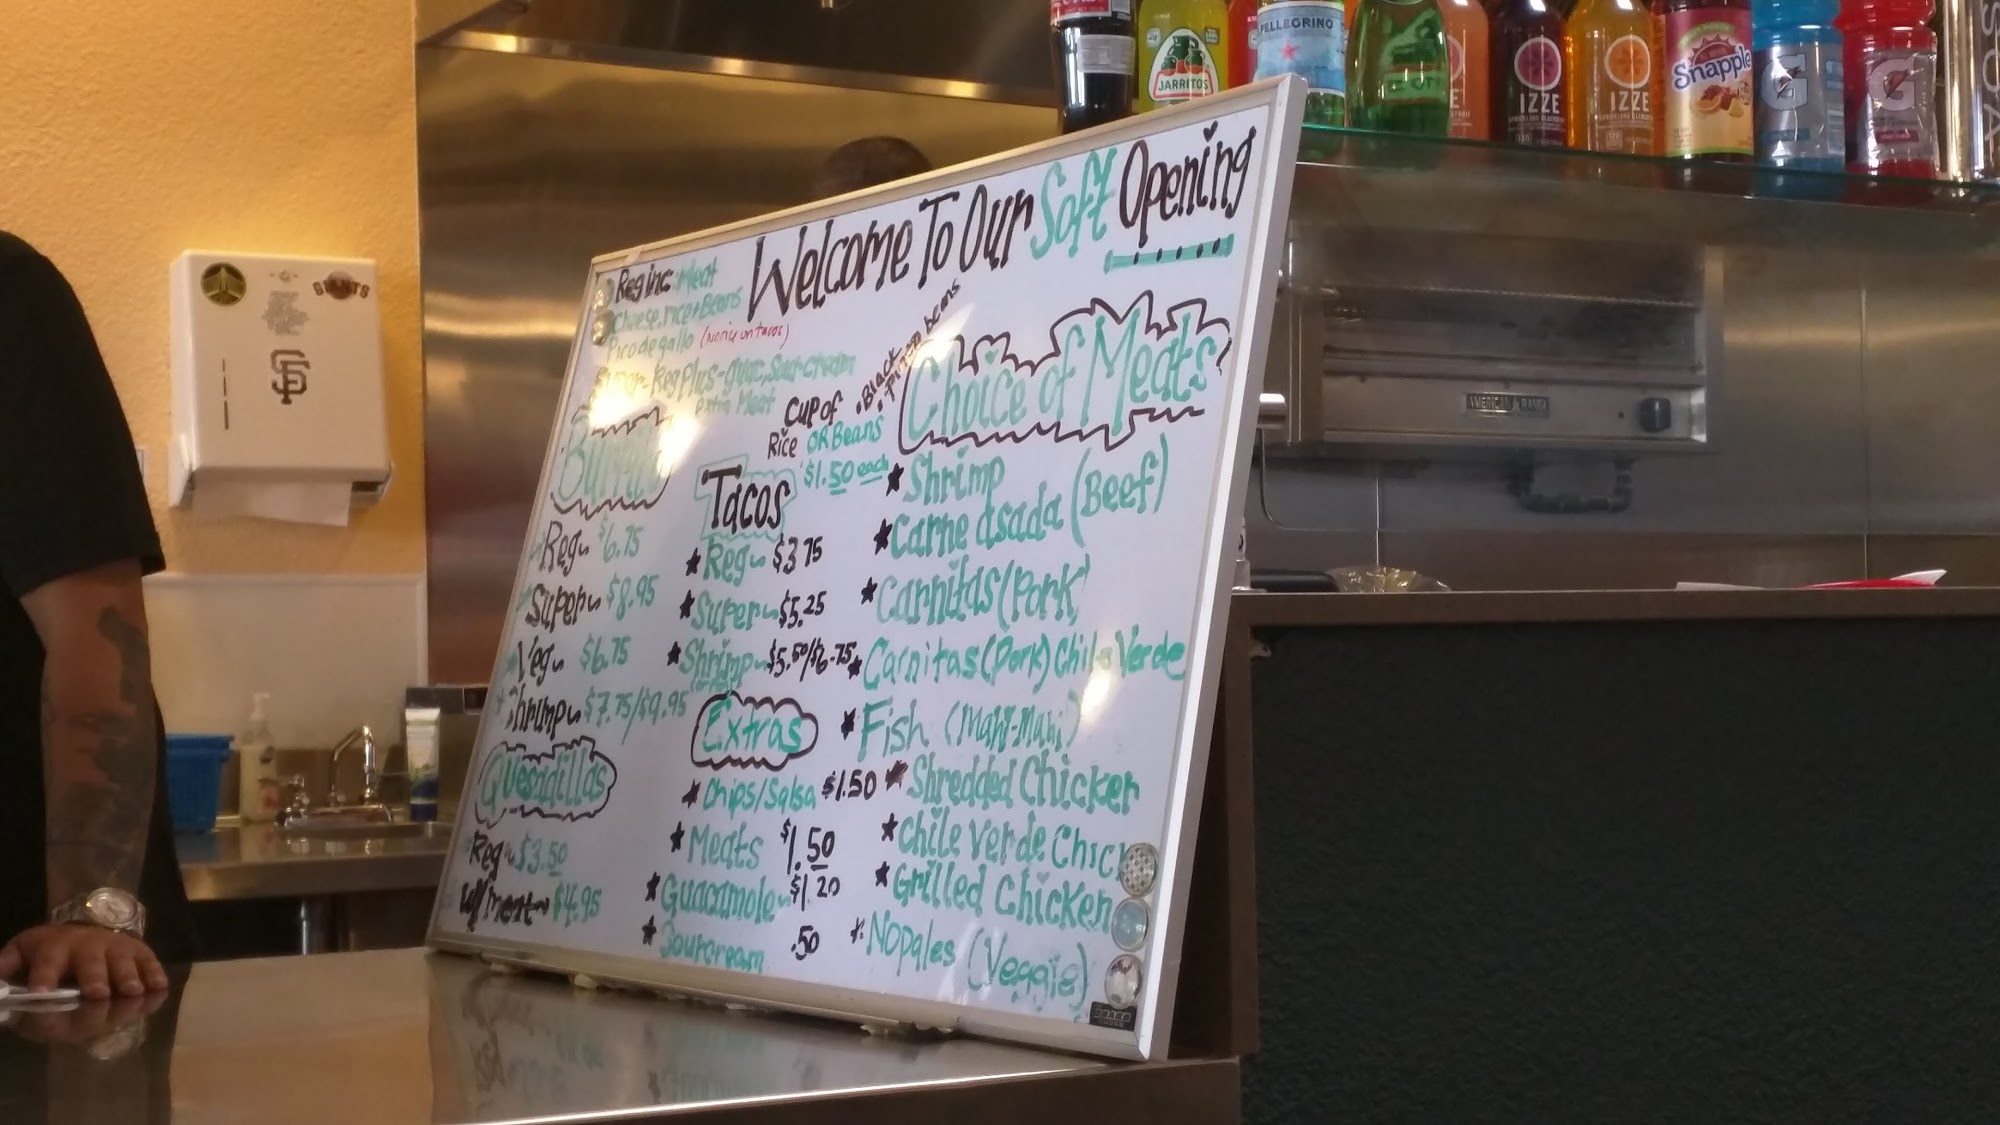 Welcome To Our Soft Opening
Reg inc: Meat
Cheese, rice + Beans
Pico de gallo (no rice on tacos)
Super - Reg Plus - guac, Sour cream
extra Meat
Cup of
Rice OR Beans
$1.50 each
.Black
.Pinto beans
Reg $6.75
Super $8.95
Veg $6.75
Shrimp $7.75/$9.95
Quesadillas
Reg $3.50
w/meat $4.95
Tacos
Reg $3.75
Super $5.25
Shrimp $5.50/$6.75
Extras
Chips/Salsa $1.50
Meats $1.50
Guacamole $1.20
Sourcream .50
Choice of Meats
Shrimp
Carne asada (Beef)
Carnitas (Pork)
Carnitas (Pork) Chile Verde
Fish (Mahi-Mahi)
Shredded Chicken
Chile Verde Chick
Grilled Chicken
Nopales (Veggie)
GIANTS
SF
JARRITOS
PELLEGRINO
IZZE
IZZE
Snapple
G
G
AMERICAN RANGE